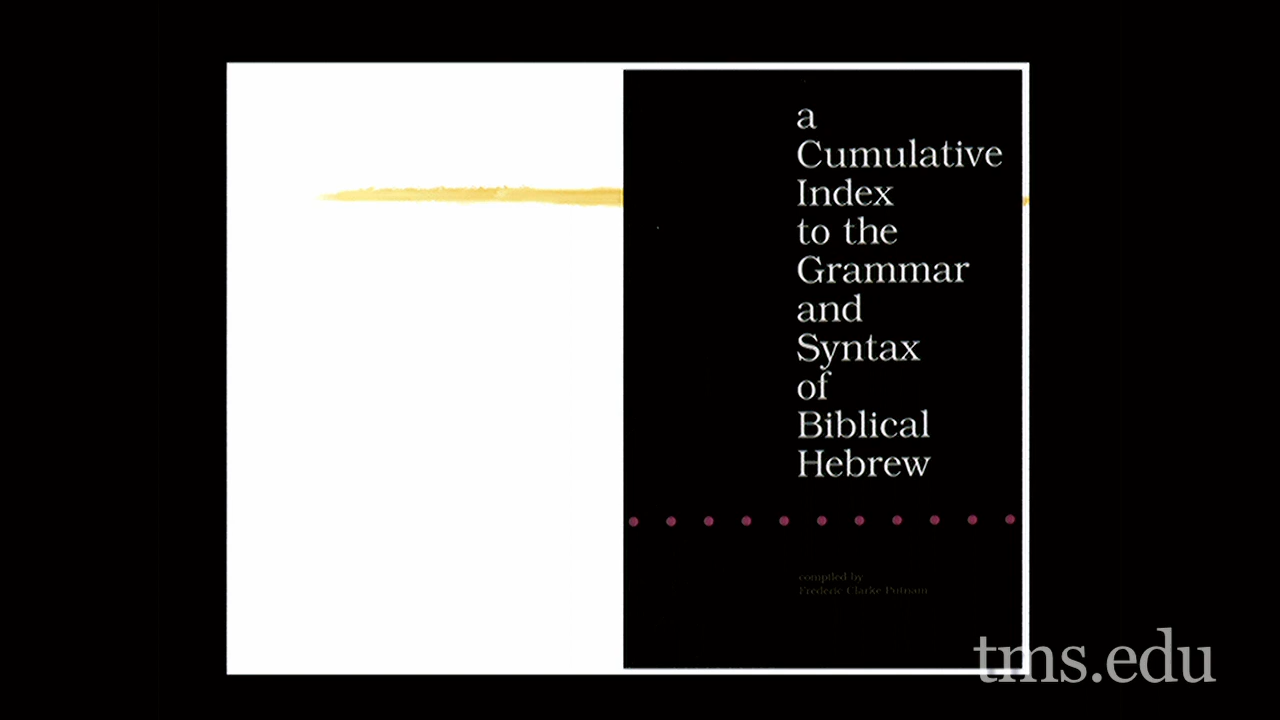 a
Cumulative
Index
to the
Grammar
and
Syntax
of
Biblical
Hebrew
compiled by
Frederic Clarke Putnam
tms.edu